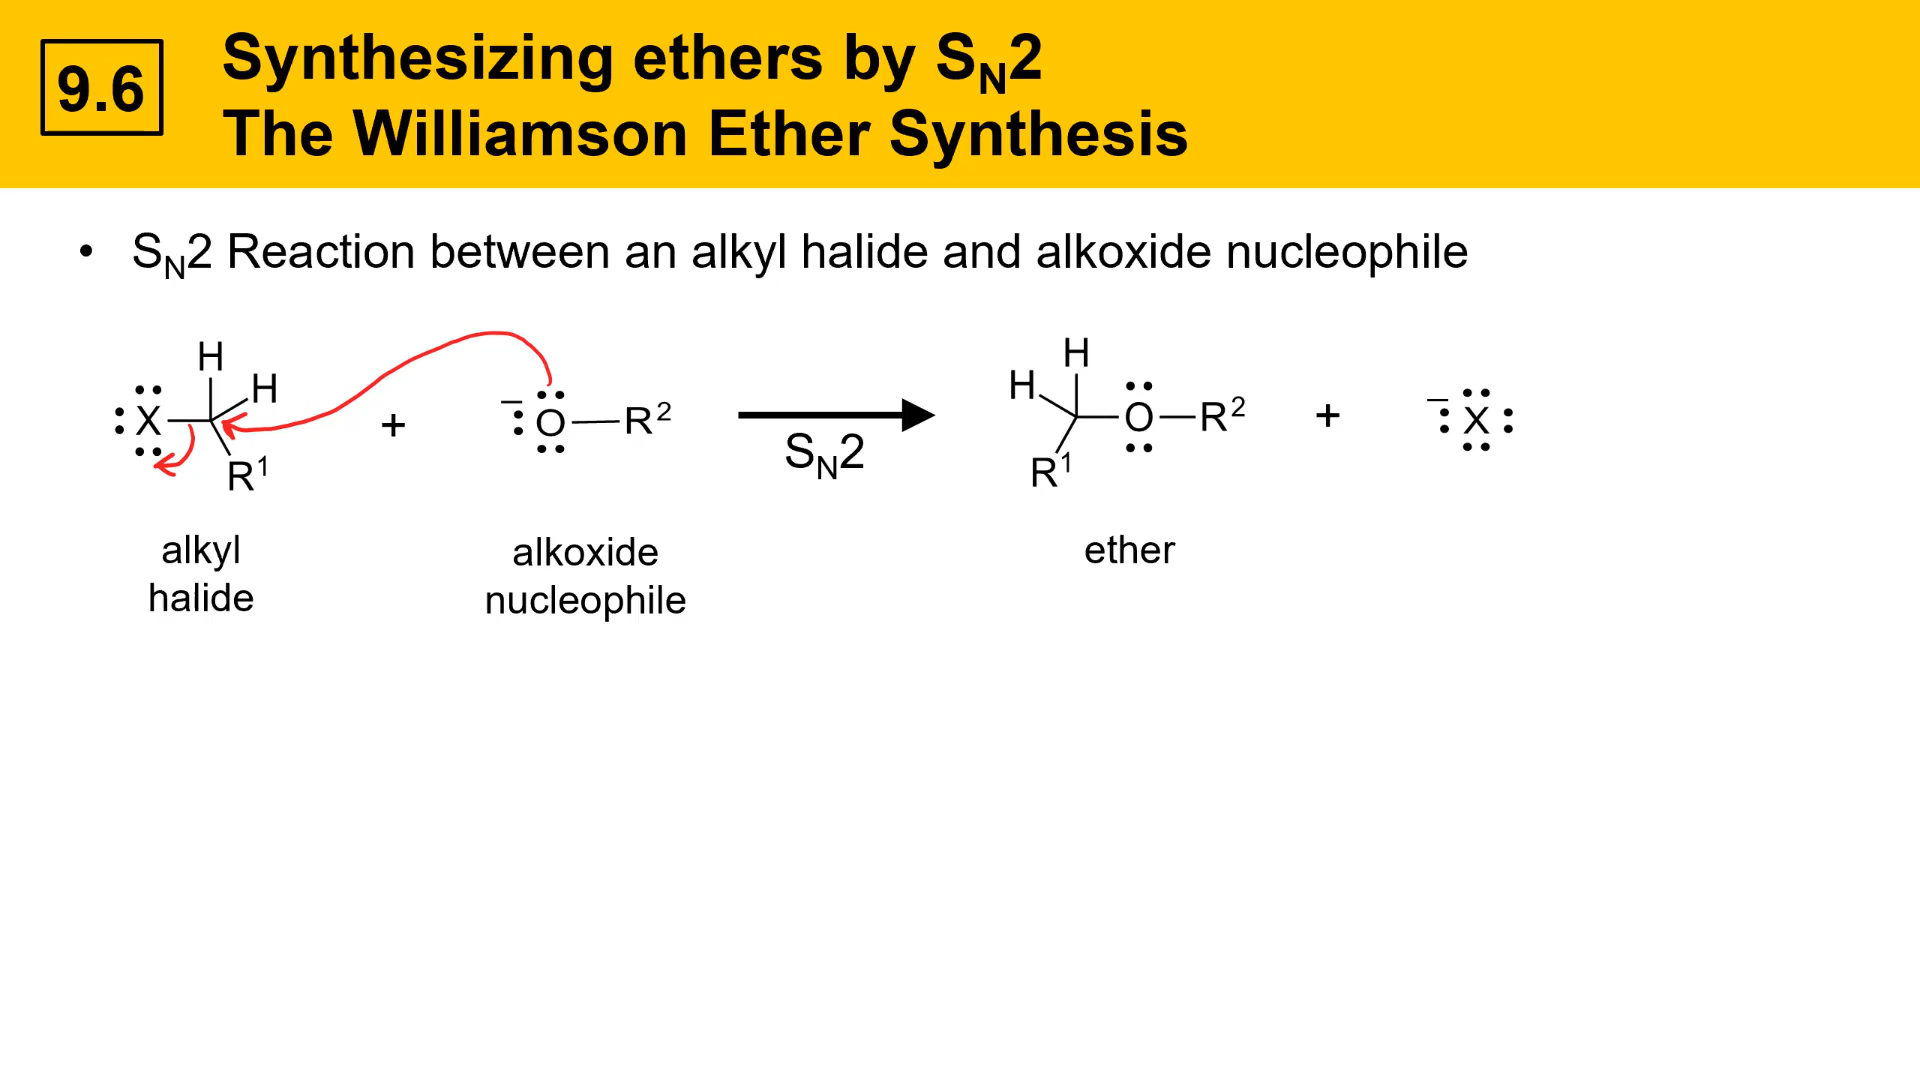 9.6
Synthesizing ethers by SN2
The Williamson Ether Synthesis
• SN2 Reaction between an alkyl halide and alkoxide nucleophile
H
H
:X
R¹
+
− :O—R²
SN2
H
H
O—R²
R¹
+
− :X:
alkyl
halide
alkoxide
nucleophile
ether